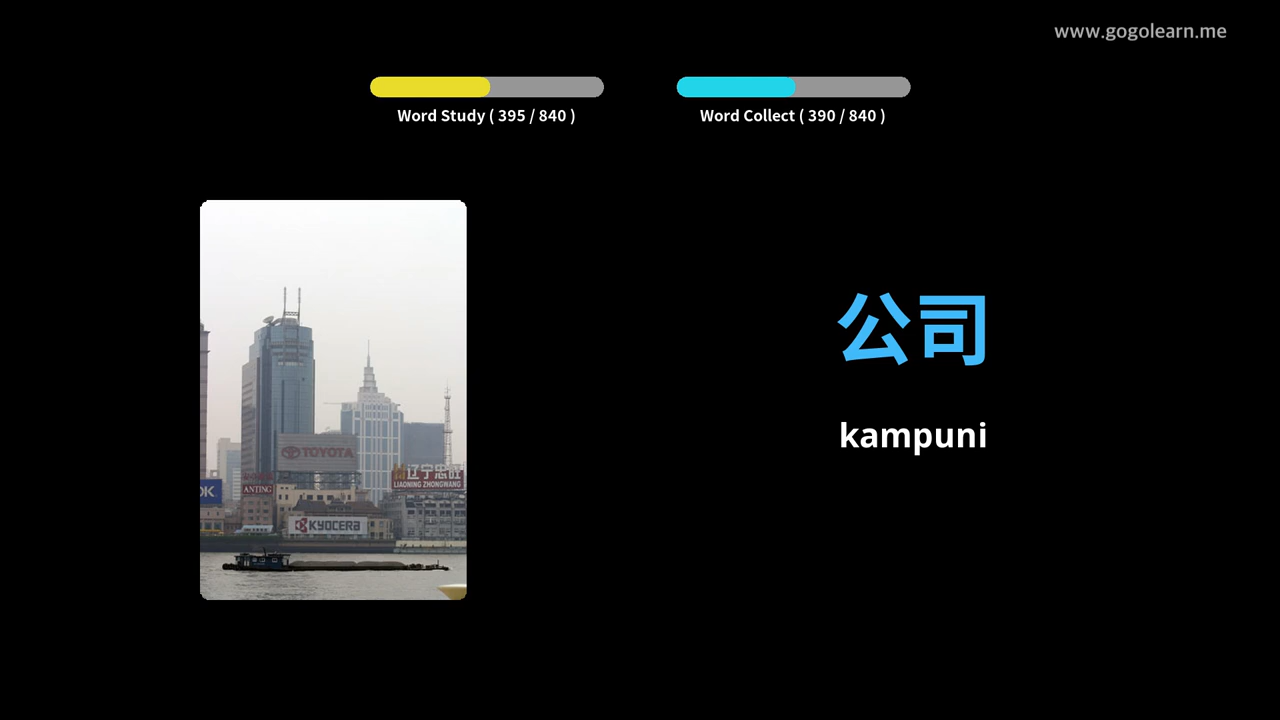 www.gogolearn.me
Word Study ( 395 / 840 )
Word Collect ( 390 / 840 )
公司
kampuni
TOYOTA
辽宁忠旺
LIAONING ZHONGWANG
OK
ANTING
KYOCERA